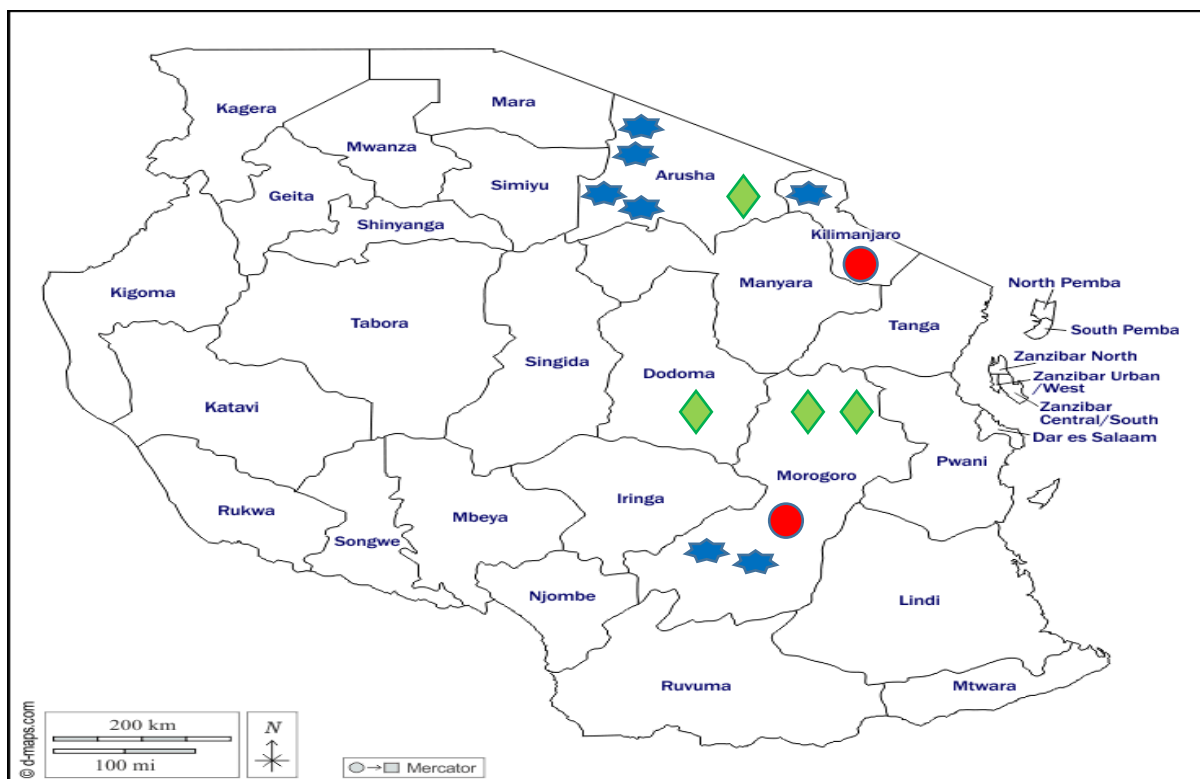 Kagera
Mara
Mwanza
Simiyu
Arusha
Geita
Shinyanga
Kilimanjaro
Kigoma
Manyara
Tabora
Tanga
North Pemba
South Pemba
Singida
Dodoma
Zanzibar North
Zanzibar Urban
/West
Zanzibar
Central/South
Dar es Salaam
Katavi
Pwani
Morogoro
Iringa
Rukwa
Mbeya
Songwe
Njombe
Lindi
Ruvuma
Mtwara
200 km
100 mi
N
Mercator
© d-maps.com